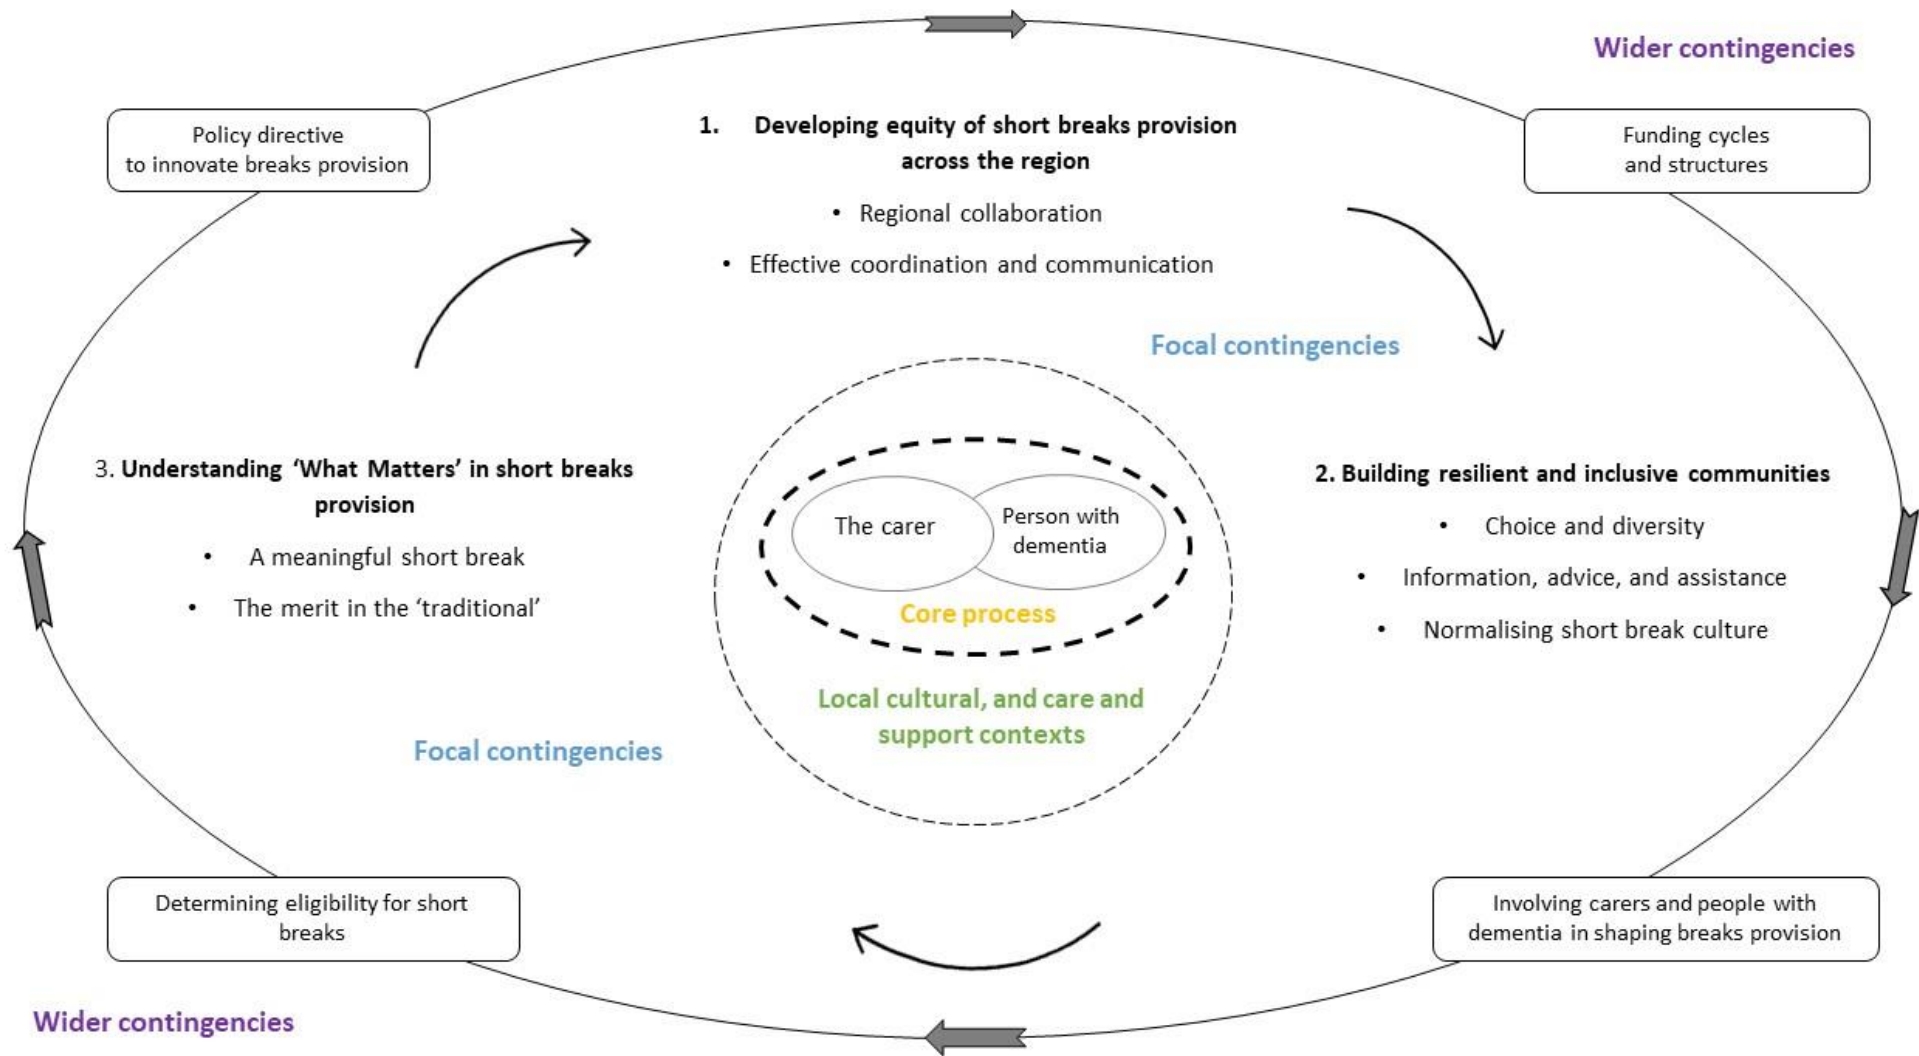 Wider contingencies
Policy directive
to innovate breaks provision
1. Developing equity of short breaks provision
across the region
• Regional collaboration
• Effective coordination and communication
Funding cycles
and structures
Focal contingencies
3. Understanding ‘What Matters’ in short breaks
provision
• A meaningful short break
• The merit in the ‘traditional’
The carer
Person with
dementia
Core process
Local cultural, and care and
support contexts
2. Building resilient and inclusive communities
• Choice and diversity
• Information, advice, and assistance
• Normalising short break culture
Focal contingencies
Determining eligibility for short
breaks
Involving carers and people with
dementia in shaping breaks provision
Wider contingencies